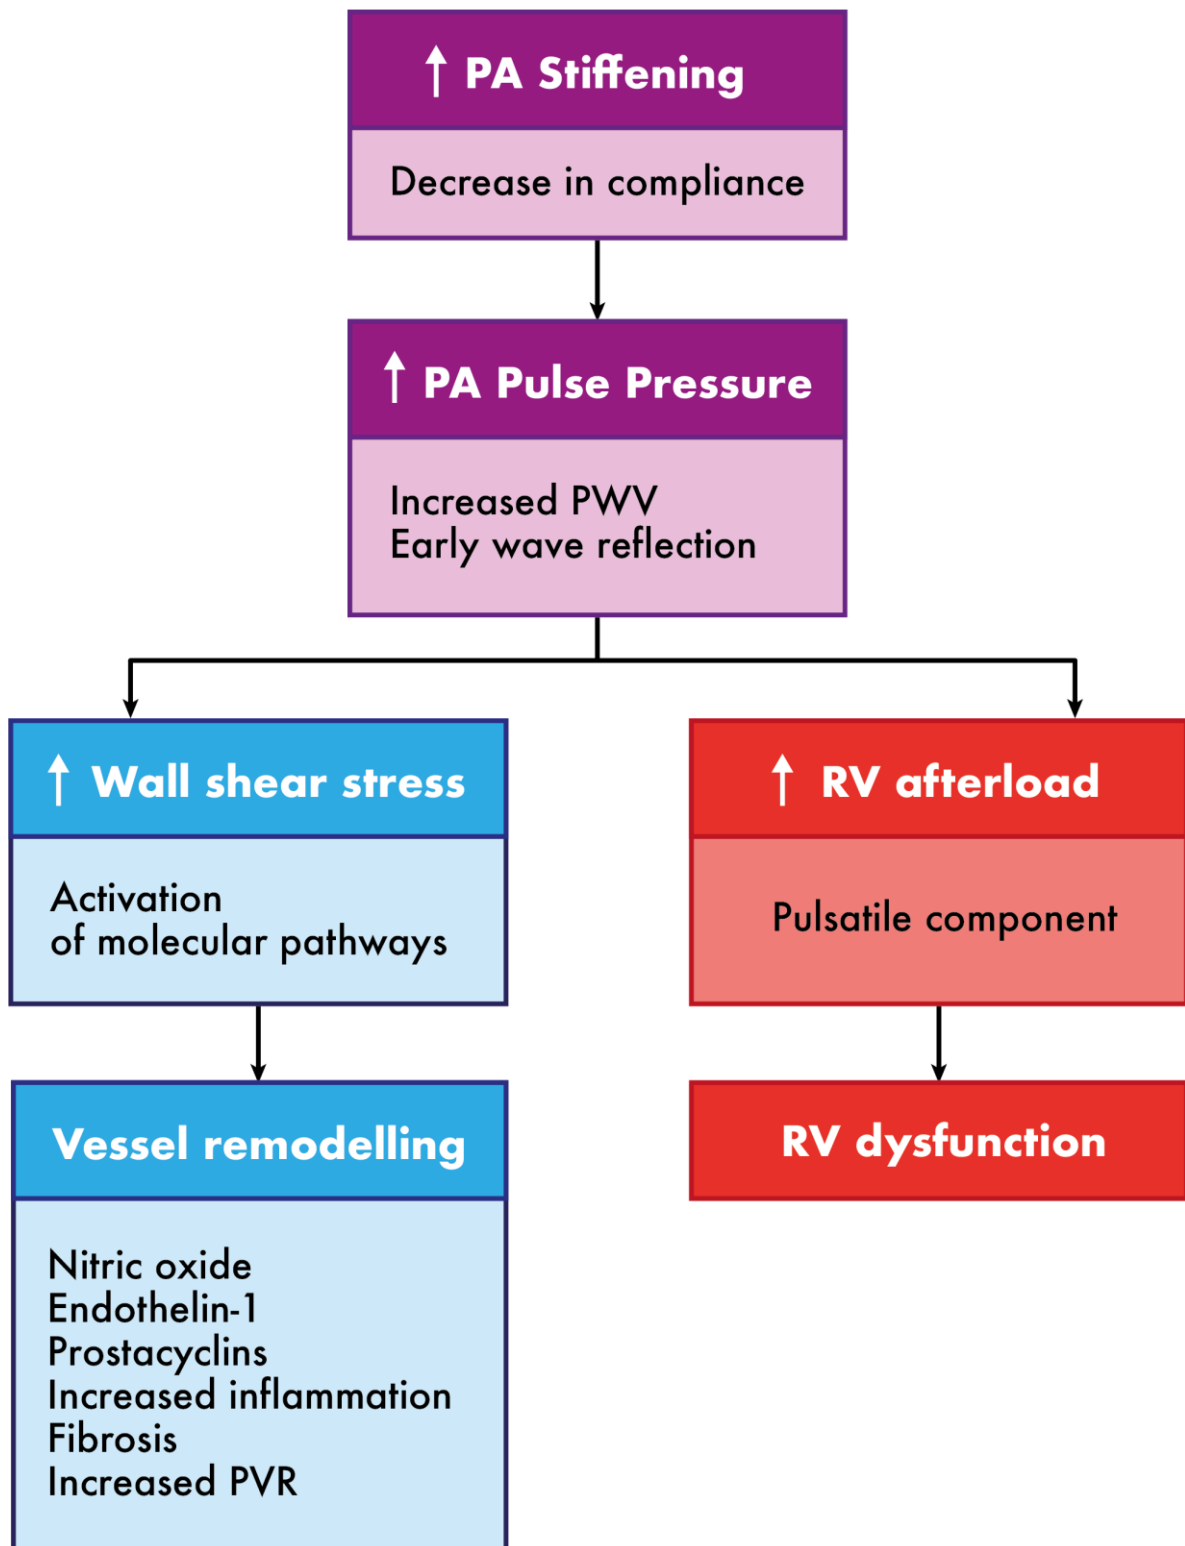 ↑ PA Stiffening
Decrease in compliance
↑ PA Pulse Pressure
Increased PWV
Early wave reflection
↑ Wall shear stress
Activation
of molecular pathways
↑ RV afterload
Pulsatile component
Vessel remodelling
Nitric oxide
Endothelin-1
Prostacyclins
Increased inflammation
Fibrosis
Increased PVR
RV dysfunction